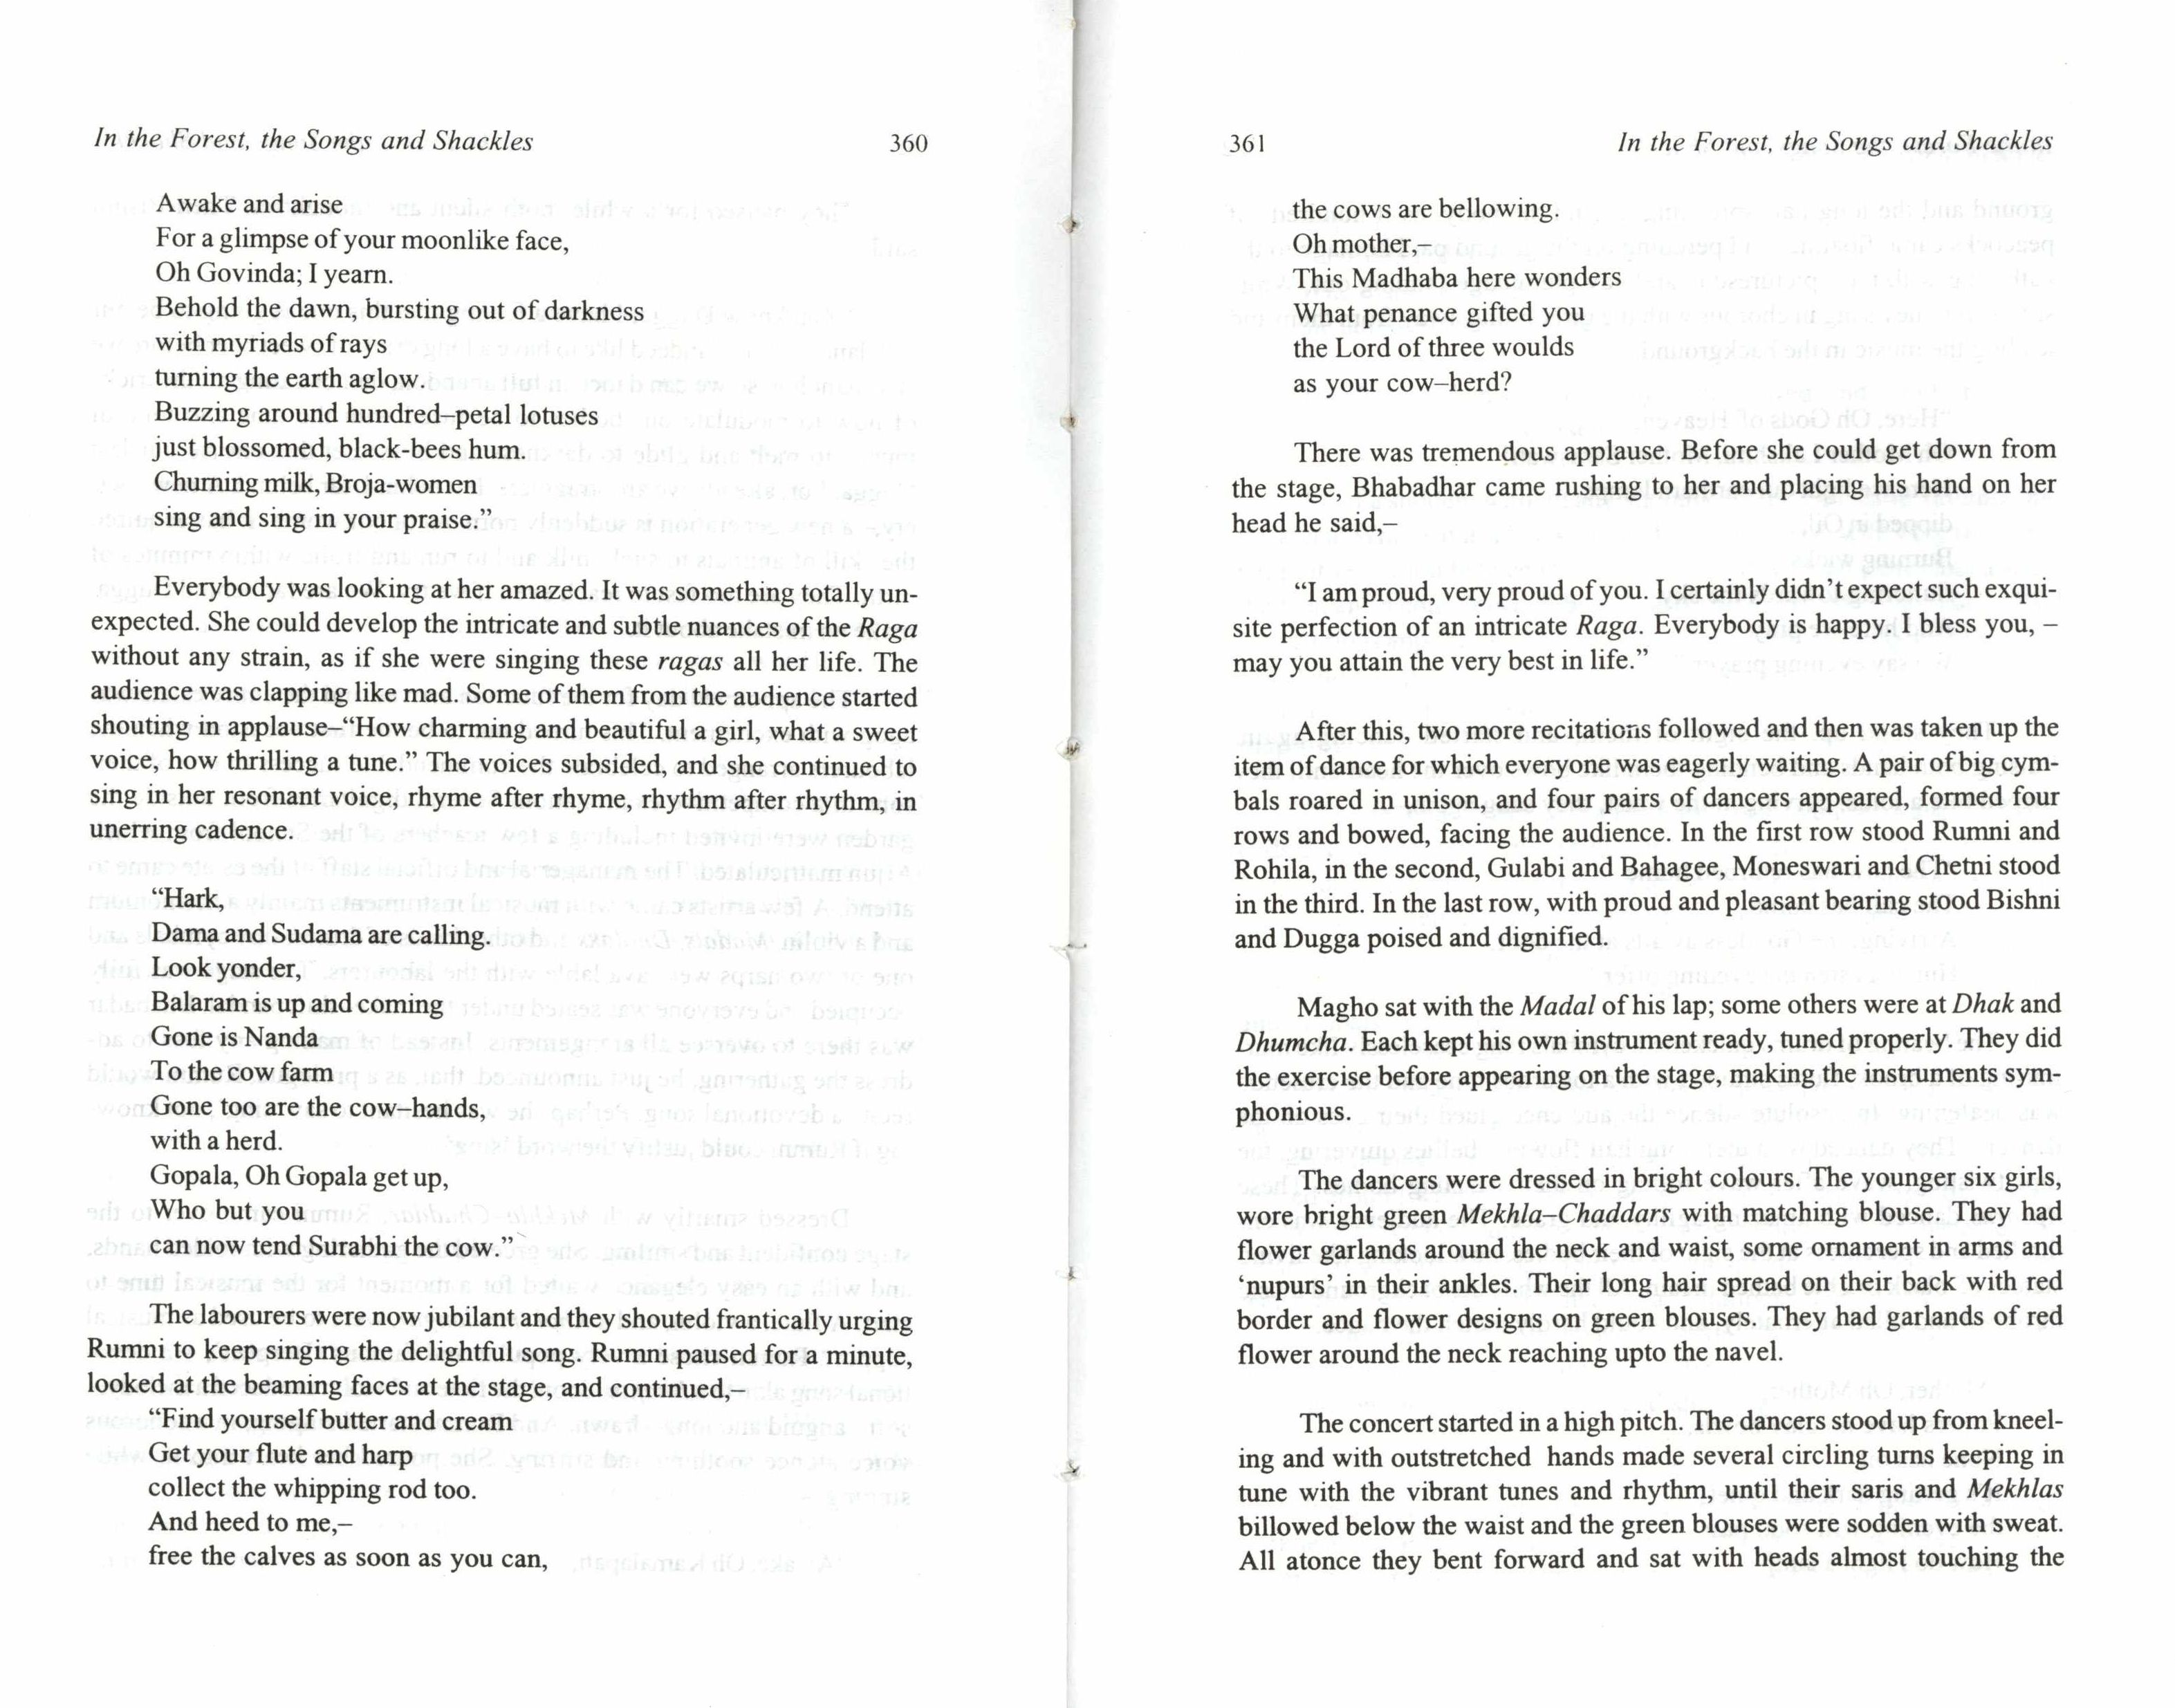 In the Forest, the Songs and Shackles 360
Awake and arise
For a glimpse of your moonlike face,
Oh Govinda; I yearn.
Behold the dawn, bursting out of darkness
with myriads of rays
turning the earth aglow.
Buzzing around hundred–petal lotuses
just blossomed, black-bees hum.
Churning milk, Broja-women
sing and sing in your praise.”
Everybody was looking at her amazed. It was something totally un-
expected. She could develop the intricate and subtle nuances of the Raga
without any strain, as if she were singing these ragas all her life. The
audience was clapping like mad. Some of them from the audience started
shouting in applause–“How charming and beautiful a girl, what a sweet
voice, how thrilling a tune.” The voices subsided, and she continued to
sing in her resonant voice, rhyme after rhyme, rhythm after rhythm, in
unerring cadence.
“Hark,
Dama and Sudama are calling.
Look yonder,
Balaram is up and coming
Gone is Nanda
To the cow farm
Gone too are the cow–hands,
with a herd.
Gopala, Oh Gopala get up,
Who but you
can now tend Surabhi the cow.”
The labourers were now jubilant and they shouted frantically urging
Rumni to keep singing the delightful song. Rumni paused for a minute,
looked at the beaming faces at the stage, and continued,–
“Find yourself butter and cream
Get your flute and harp
collect the whipping rod too.
And heed to me,–
free the calves as soon as you can,
361 In the Forest, the Songs and Shackles
the cows are bellowing.
Oh mother,–
This Madhaba here wonders
What penance gifted you
the Lord of three woulds
as your cow–herd?
There was tremendous applause. Before she could get down from
the stage, Bhabadhar came rushing to her and placing his hand on her
head he said,–
“I am proud, very proud of you. I certainly didn’t expect such exqui-
site perfection of an intricate Raga. Everybody is happy. I bless you, –
may you attain the very best in life.”
After this, two more recitations followed and then was taken up the
item of dance for which everyone was eagerly waiting. A pair of big cym-
bals roared in unison, and four pairs of dancers appeared, formed four
rows and bowed, facing the audience. In the first row stood Rumni and
Rohila, in the second, Gulabi and Bahagee, Moneswari and Chetni stood
in the third. In the last row, with proud and pleasant bearing stood Bishni
and Dugga poised and dignified.
Magho sat with the Madal of his lap; some others were at Dhak and
Dhumcha. Each kept his own instrument ready, tuned properly. They did
the exercise before appearing on the stage, making the instruments sym-
phonious.
The dancers were dressed in bright colours. The younger six girls,
wore bright green Mekhla–Chaddars with matching blouse. They had
flower garlands around the neck and waist, some ornament in arms and
‘nupurs’ in their ankles. Their long hair spread on their back with red
border and flower designs on green blouses. They had garlands of red
flower around the neck reaching upto the navel.
The concert started in a high pitch. The dancers stood up from kneel-
ing and with outstretched hands made several circling turns keeping in
tune with the vibrant tunes and rhythm, until their saris and Mekhlas
billowed below the waist and the green blouses were sodden with sweat.
All atonce they bent forward and sat with heads almost touching the